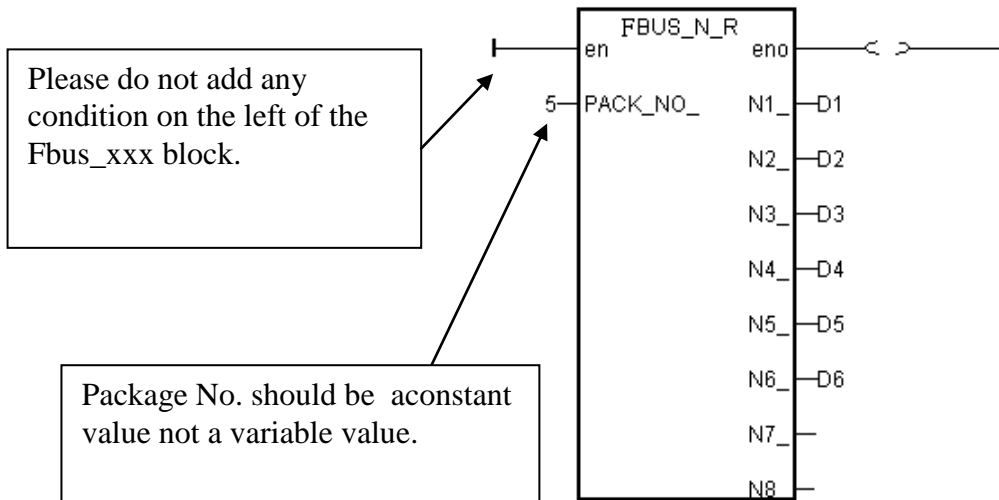 Please do not add any
condition on the left of the
Fbus_xxx block.
Package No. should be  aconstant
value not a variable value.
FBUS_N_R
en eno
5 PACK_NO_ N1_ D1
N2_ D2
N3_ D3
N4_ D4
N5_ D5
N6_ D6
N7_
N8